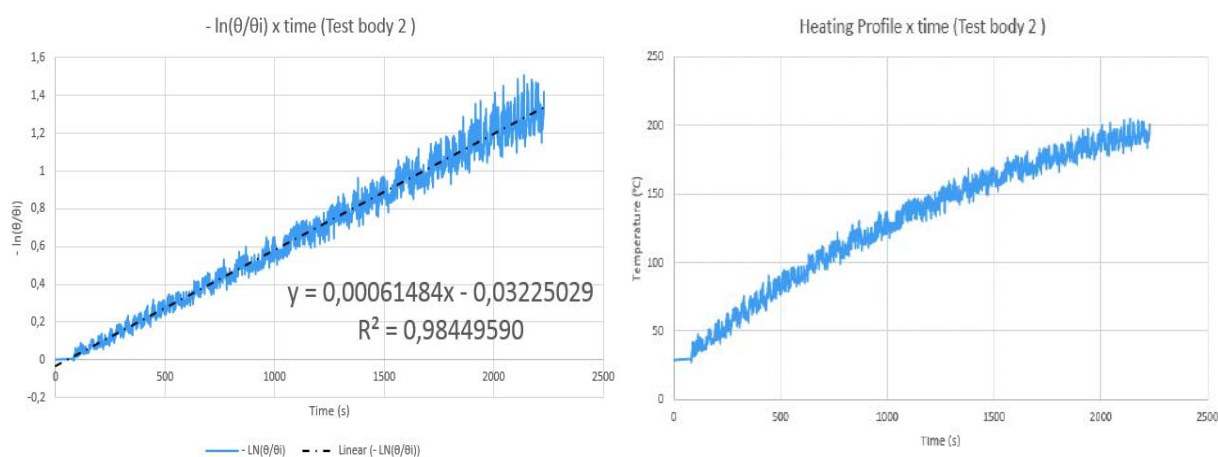 - ln(θ/θi) x time (Test body 2 )
1,6
1,4
1,2
1
0,8
0,6
0,4
0,2
0
-0,2
- ln(θ/θi)
y = 0,00061484x - 0,03225029
R² = 0,98449590
0 500 1000 1500 2000 2500
Time (s)
- LN(θ/θi) Linear (- LN(θ/θi))
Heating Profile x time (Test body 2 )
250
200
150
100
50
0
Temperature (°C)
0 500 1000 1500 2000 2500
Time (s)